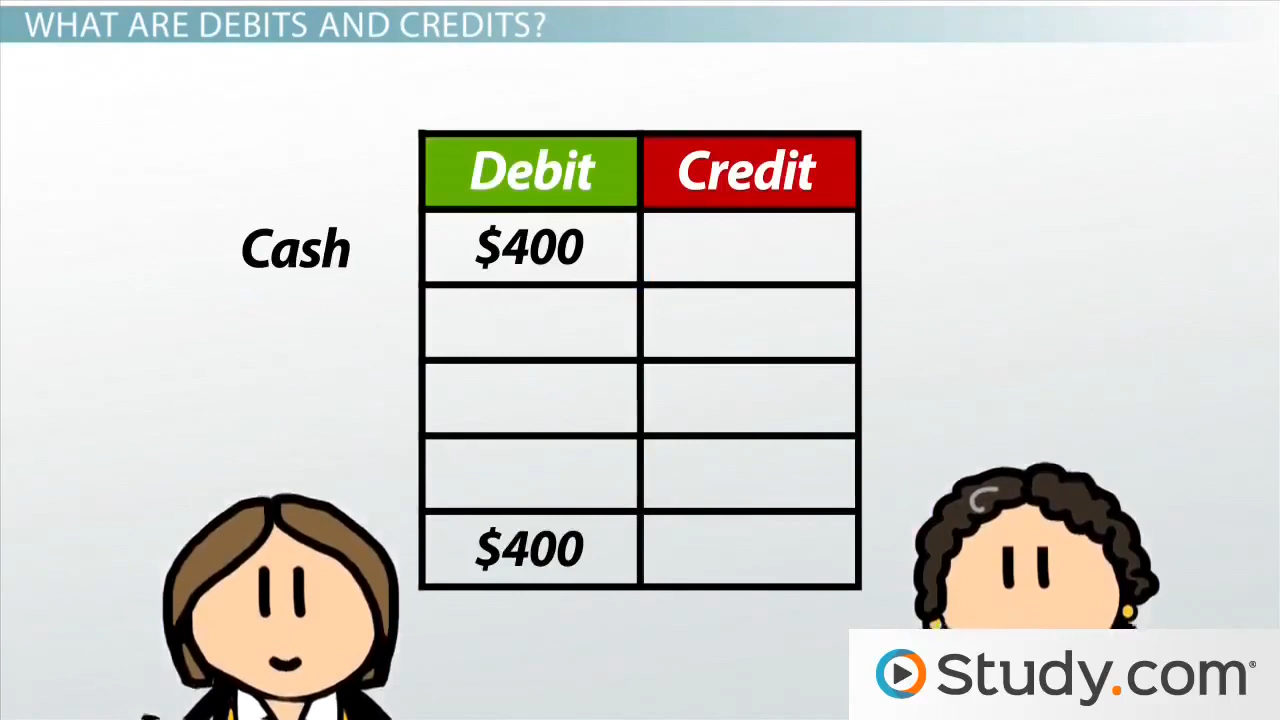 WHAT ARE DEBITS AND CREDITS?
Debit Credit
Cash $400
$400
Study.com®